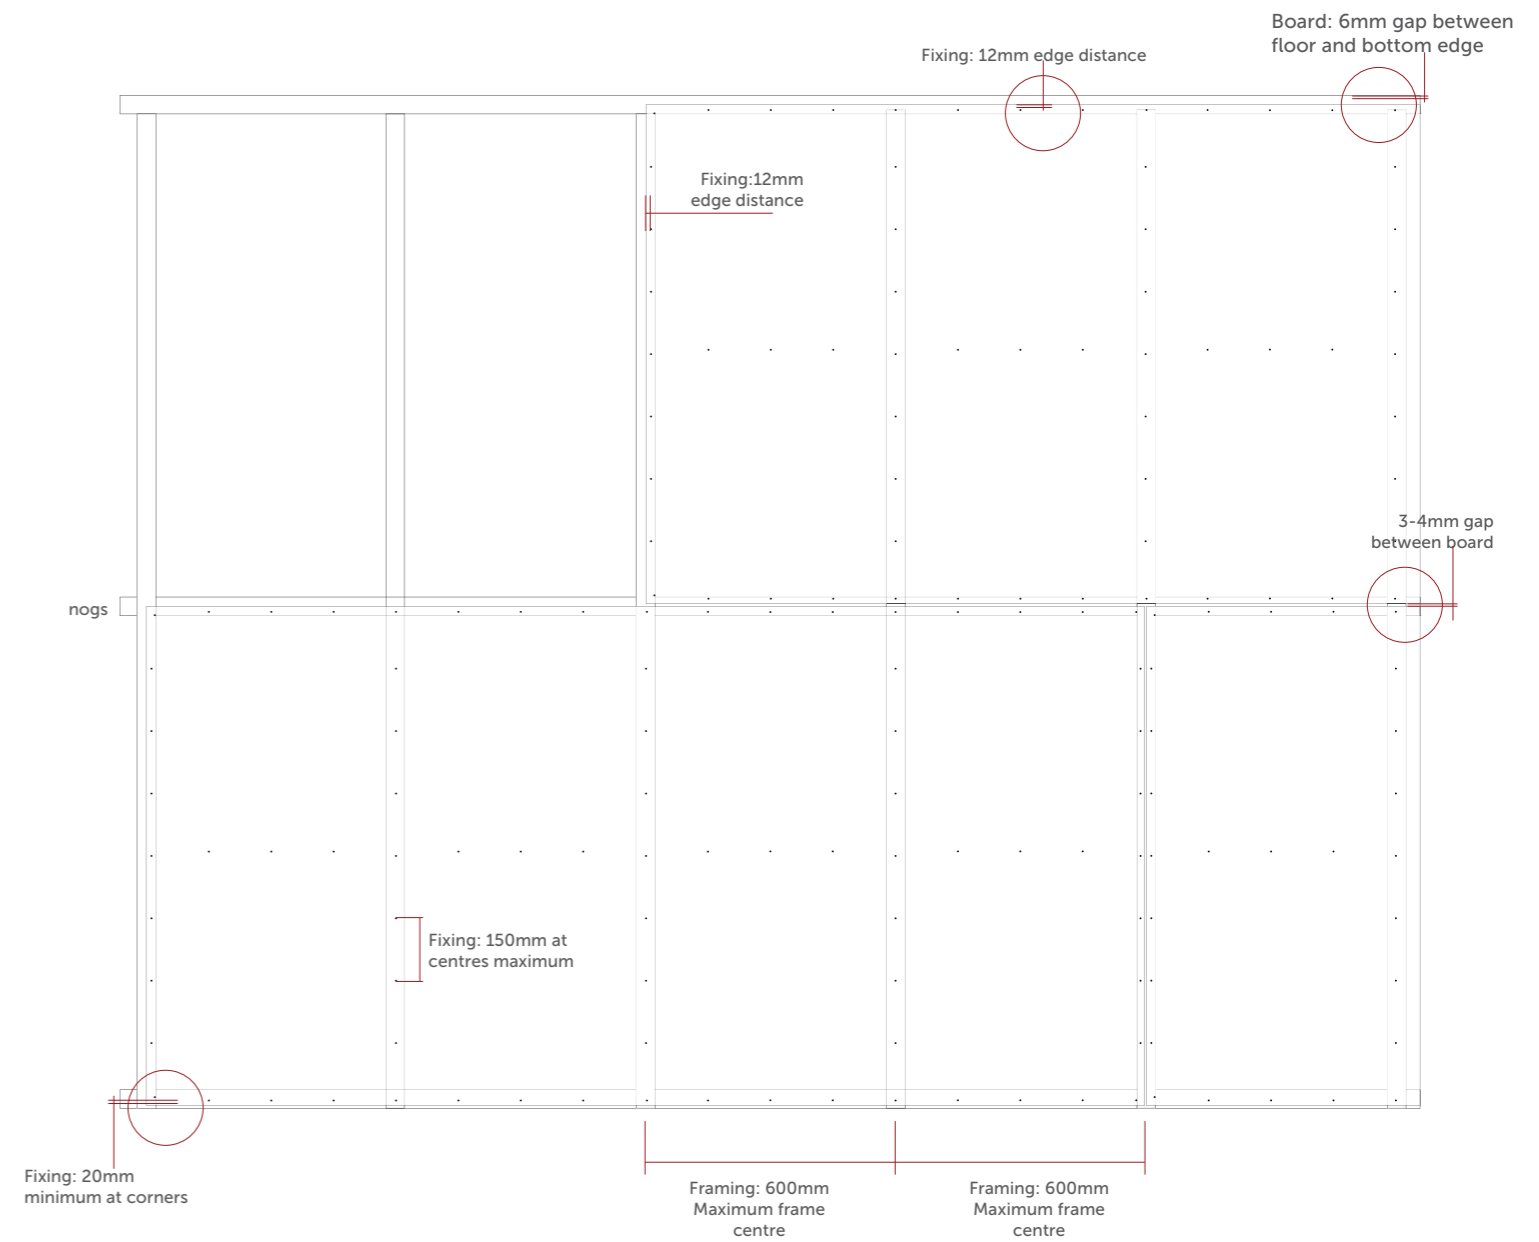 Board: 6mm gap between
floor and bottom edge
Fixing: 12mm edge distance
Fixing:12mm
edge distance
3-4mm gap
between board
nogs
Fixing: 150mm at
centres maximum
Fixing: 20mm
minimum at corners
Framing: 600mm
Maximum frame
centre
Framing: 600mm
Maximum frame
centre